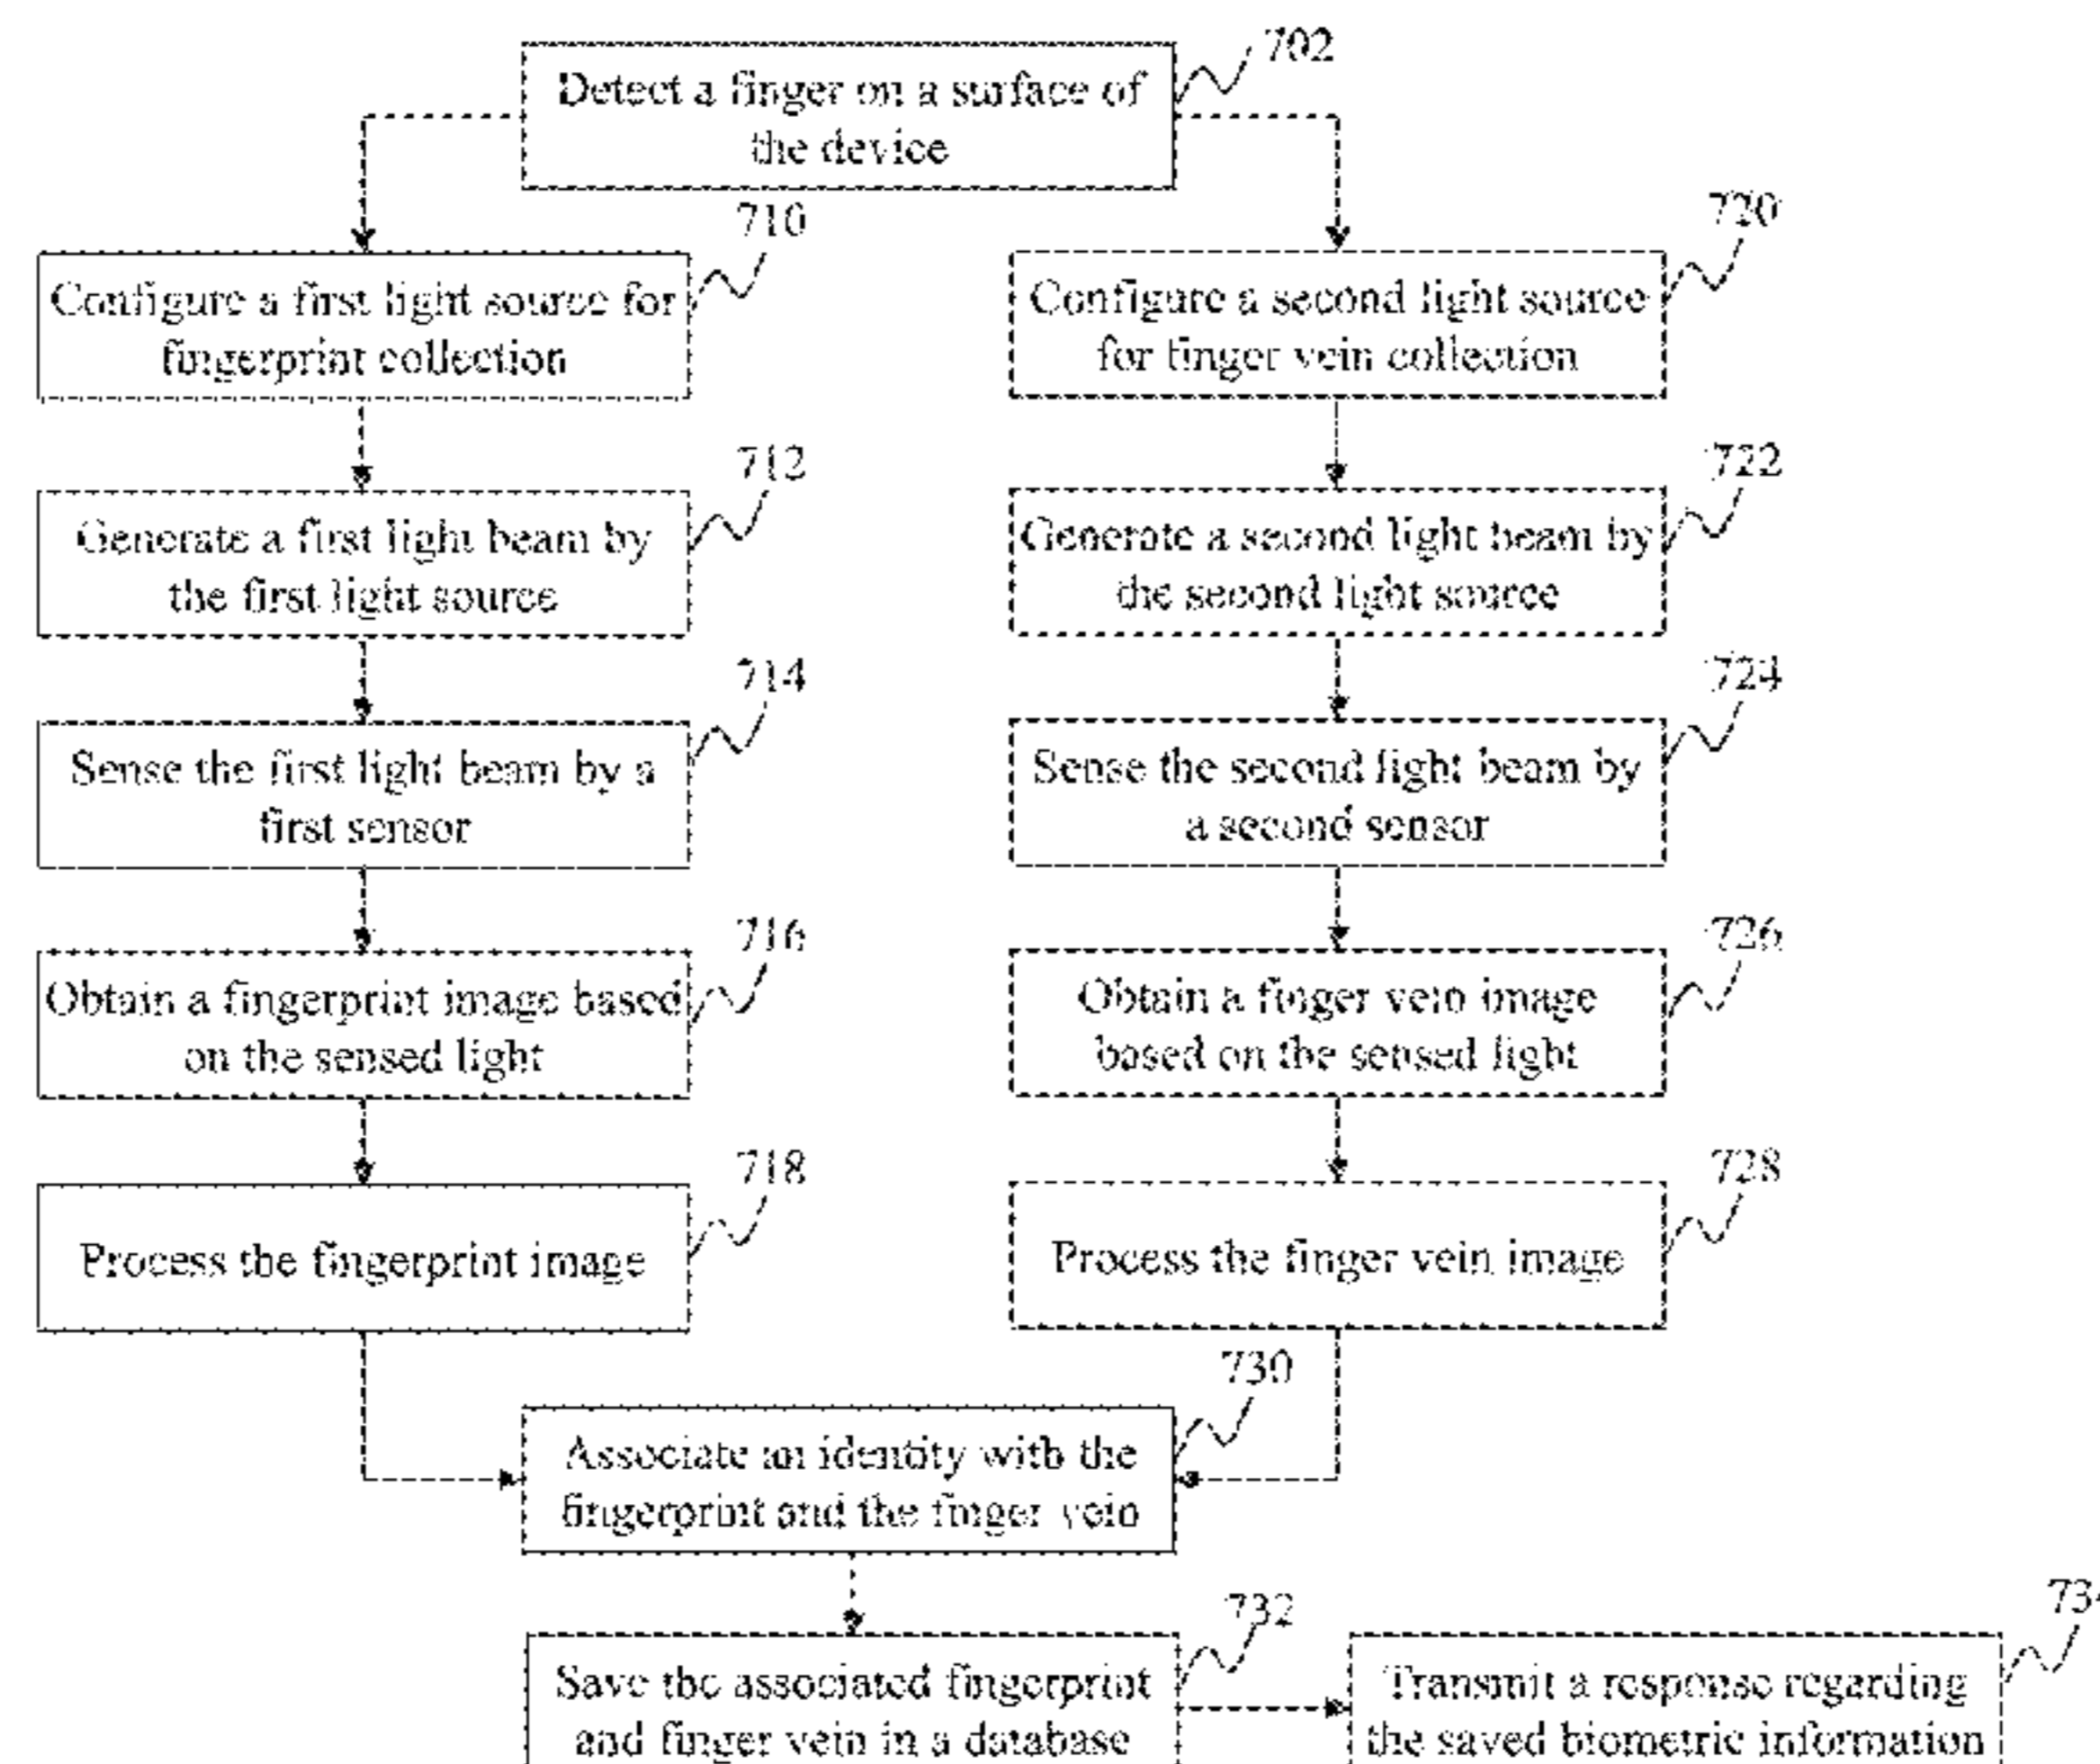 702
Detect a finger on a surface of
the device
710
720
Configure a first light source for
fingerprint collection
Configure a second light source
for finger vein collection
712
722
Generate a first light beam by
the first light source
Generate a second light beam by
the second light source
714
724
Sense the first light beam by a
first sensor
Sense the second light beam by
a second sensor
716
726
Obtain a fingerprint image based
on the sensed light
Obtain a finger vein image
based on the sensed light
718
728
Process the fingerprint image
Process the finger vein image
730
Associate an identity with the
fingerprint and the finger vein
732
Save the associated fingerprint
and finger vein in a database
Transmit a response regarding
the saved biometric information